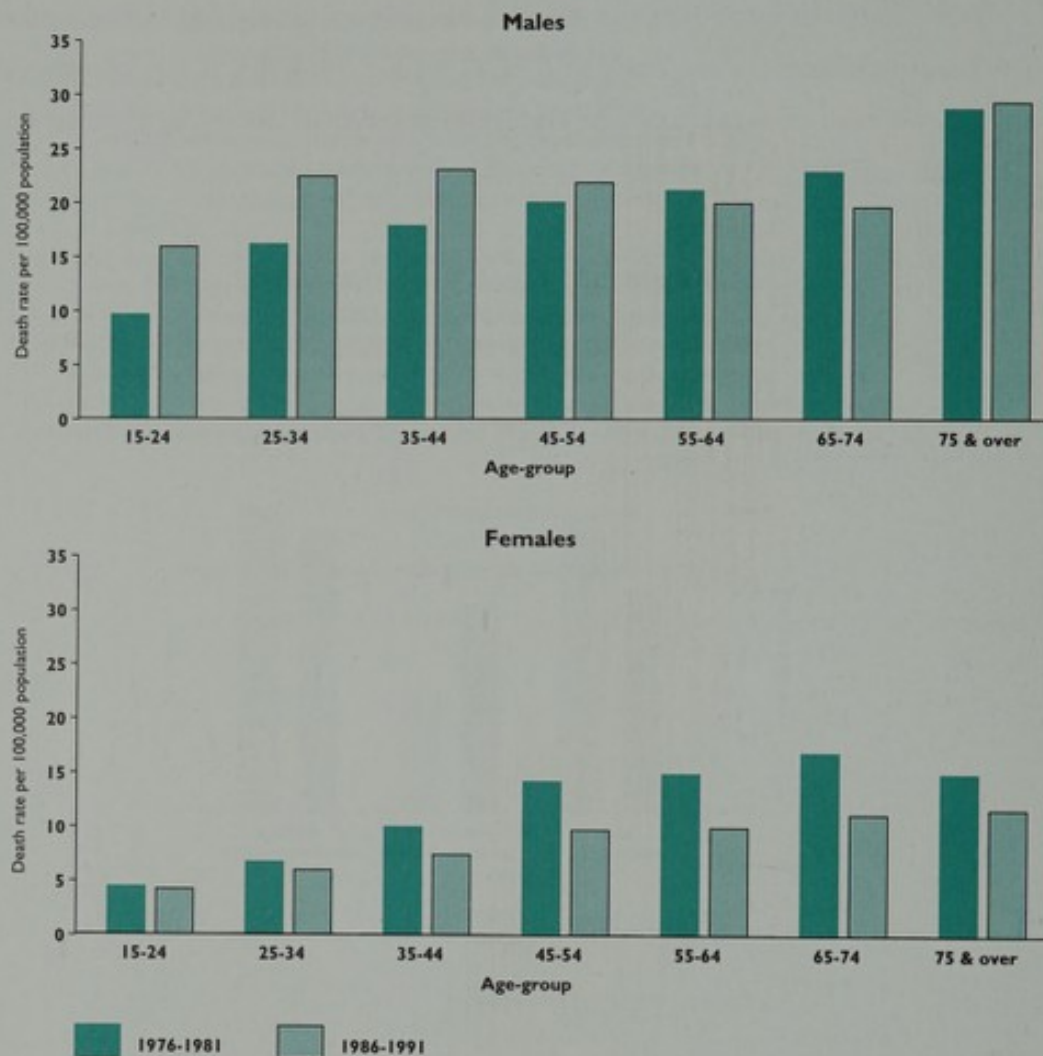 Males
35
30
25
20
15
10
5
0
Death rate per 100,000 population
15-24 25-34 35-44 45-54 55-64 65-74 75 & over
Age-group
Females
35
30
25
20
15
10
5
0
Death rate per 100,000 population
15-24 25-34 35-44 45-54 55-64 65-74 75 & over
Age-group
1976-1981 1986-1991